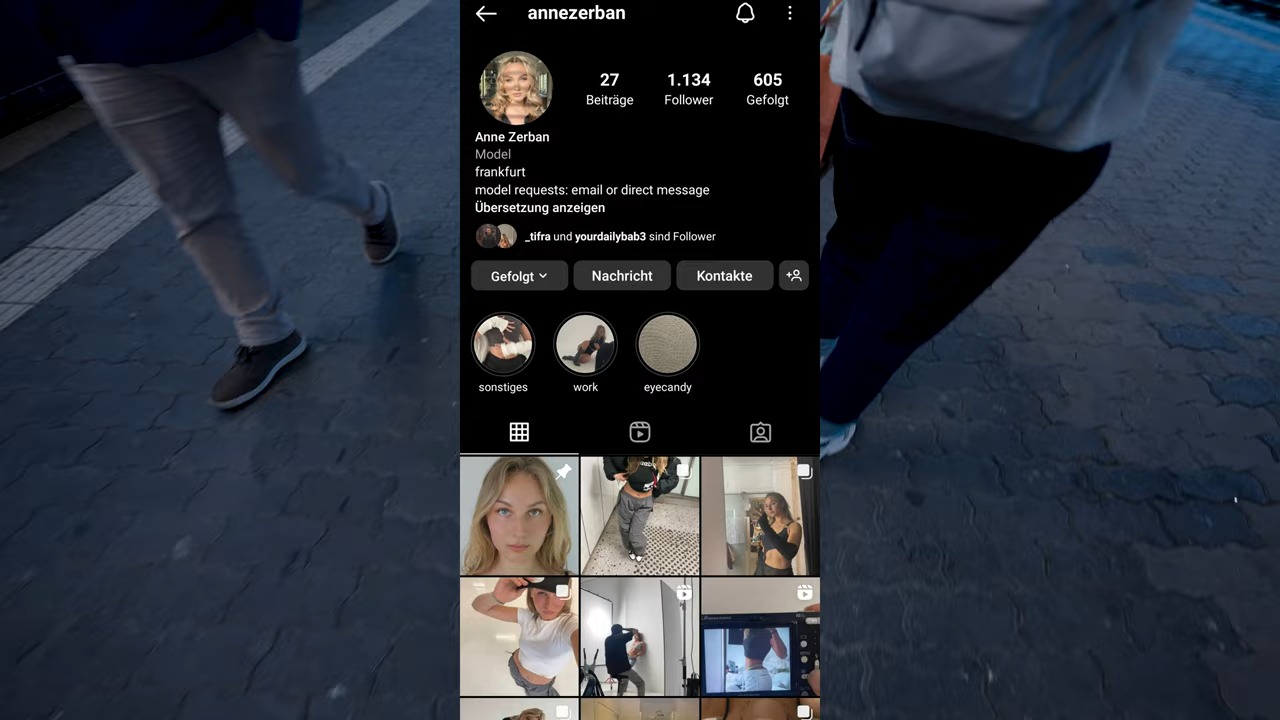 annezerban
27 1.134 605
Beiträge Follower Gefolgt
Anne Zerban
Model
frankfurt
model requests: email or direct message
Übersetzung anzeigen
_tifra und yourdailybab3 sind Follower
Gefolgt Nachricht Kontakte
sonstiges work eyecandy